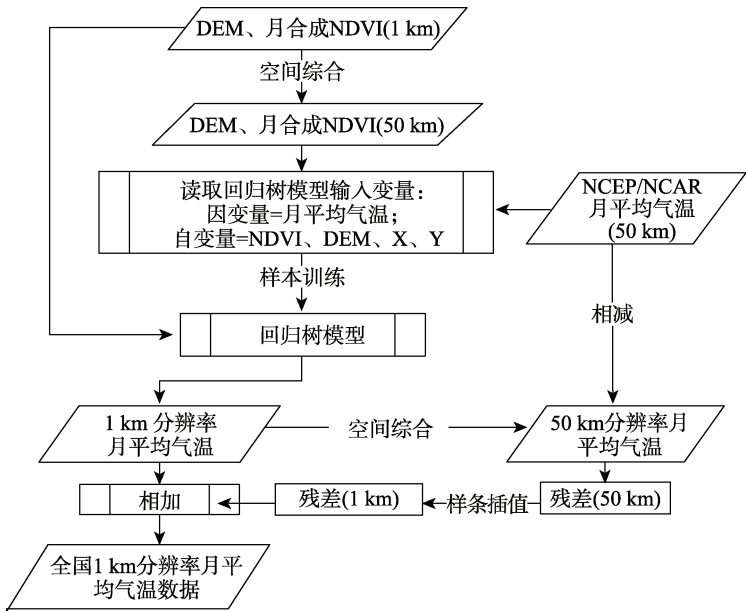 DEM、月合成NDVI(1 km)
空间综合
DEM、月合成NDVI(50 km)
读取回归树模型输入变量：
因变量=月平均气温；
自变量=NDVI、DEM、X、Y
NCEP/NCAR
月平均气温
(50 km)
样本训练
相减
回归树模型
1 km 分辨率
月平均气温
空间综合
50 km分辨率月
平均气温
相加
残差(1 km)
样条插值
残差(50 km)
全国1 km分辨率月平
均气温数据